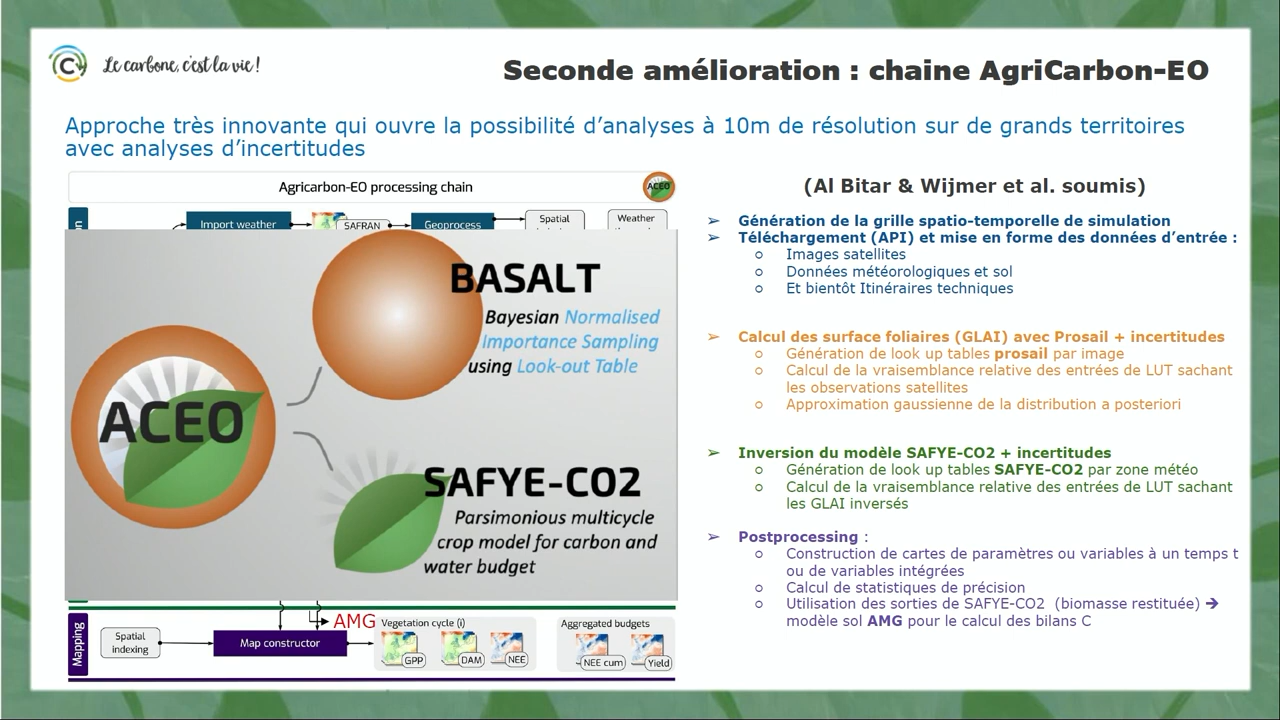 Le carbone, c'est la vie !
Seconde amélioration : chaine AgriCarbon-EO
Approche très innovante qui ouvre la possibilité d'analyses à 10m de résolution sur de grands territoires
avec analyses d'incertitudes
Agricarbon-EO processing chain
ACEO
Import weather
SAFRAN
Geoprocess
Spatial
Weather
BASALT
Bayesian Normalised
Importance Sampling
using Look-out Table
ACEO
SAFYE-CO2
Parsimonious multicycle
crop model for carbon and
water budget
Mapping
Spatial
indexing
Map constructor
AMG
Vegetation cycle (i)
GPP
DAM
NEE
Aggregated budgets
NEE cum
Yield
(Al Bitar & Wijmer et al. soumis)
➢ Génération de la grille spatio-temporelle de simulation
➢ Téléchargement (API) et mise en forme des données d'entrée :
○ Images satellites
○ Données météorologiques et sol
○ Et bientôt Itinéraires techniques
➢ Calcul des surface foliaires (GLAI) avec Prosail + incertitudes
○ Génération de look up tables prosail par image
○ Calcul de la vraisemblance relative des entrées de LUT sachant
les observations satellites
○ Approximation gaussienne de la distribution a posteriori
➢ Inversion du modèle SAFYE-CO2 + incertitudes
○ Génération de look up tables SAFYE-CO2 par zone météo
○ Calcul de la vraisemblance relative des entrées de LUT sachant
les GLAI inversés
➢ Postprocessing :
○ Construction de cartes de paramètres ou variables à un temps t
ou de variables intégrées
○ Calcul de statistiques de précision
○ Utilisation des sorties de SAFYE-CO2 (biomasse restituée) ➔
modèle sol AMG pour le calcul des bilans C